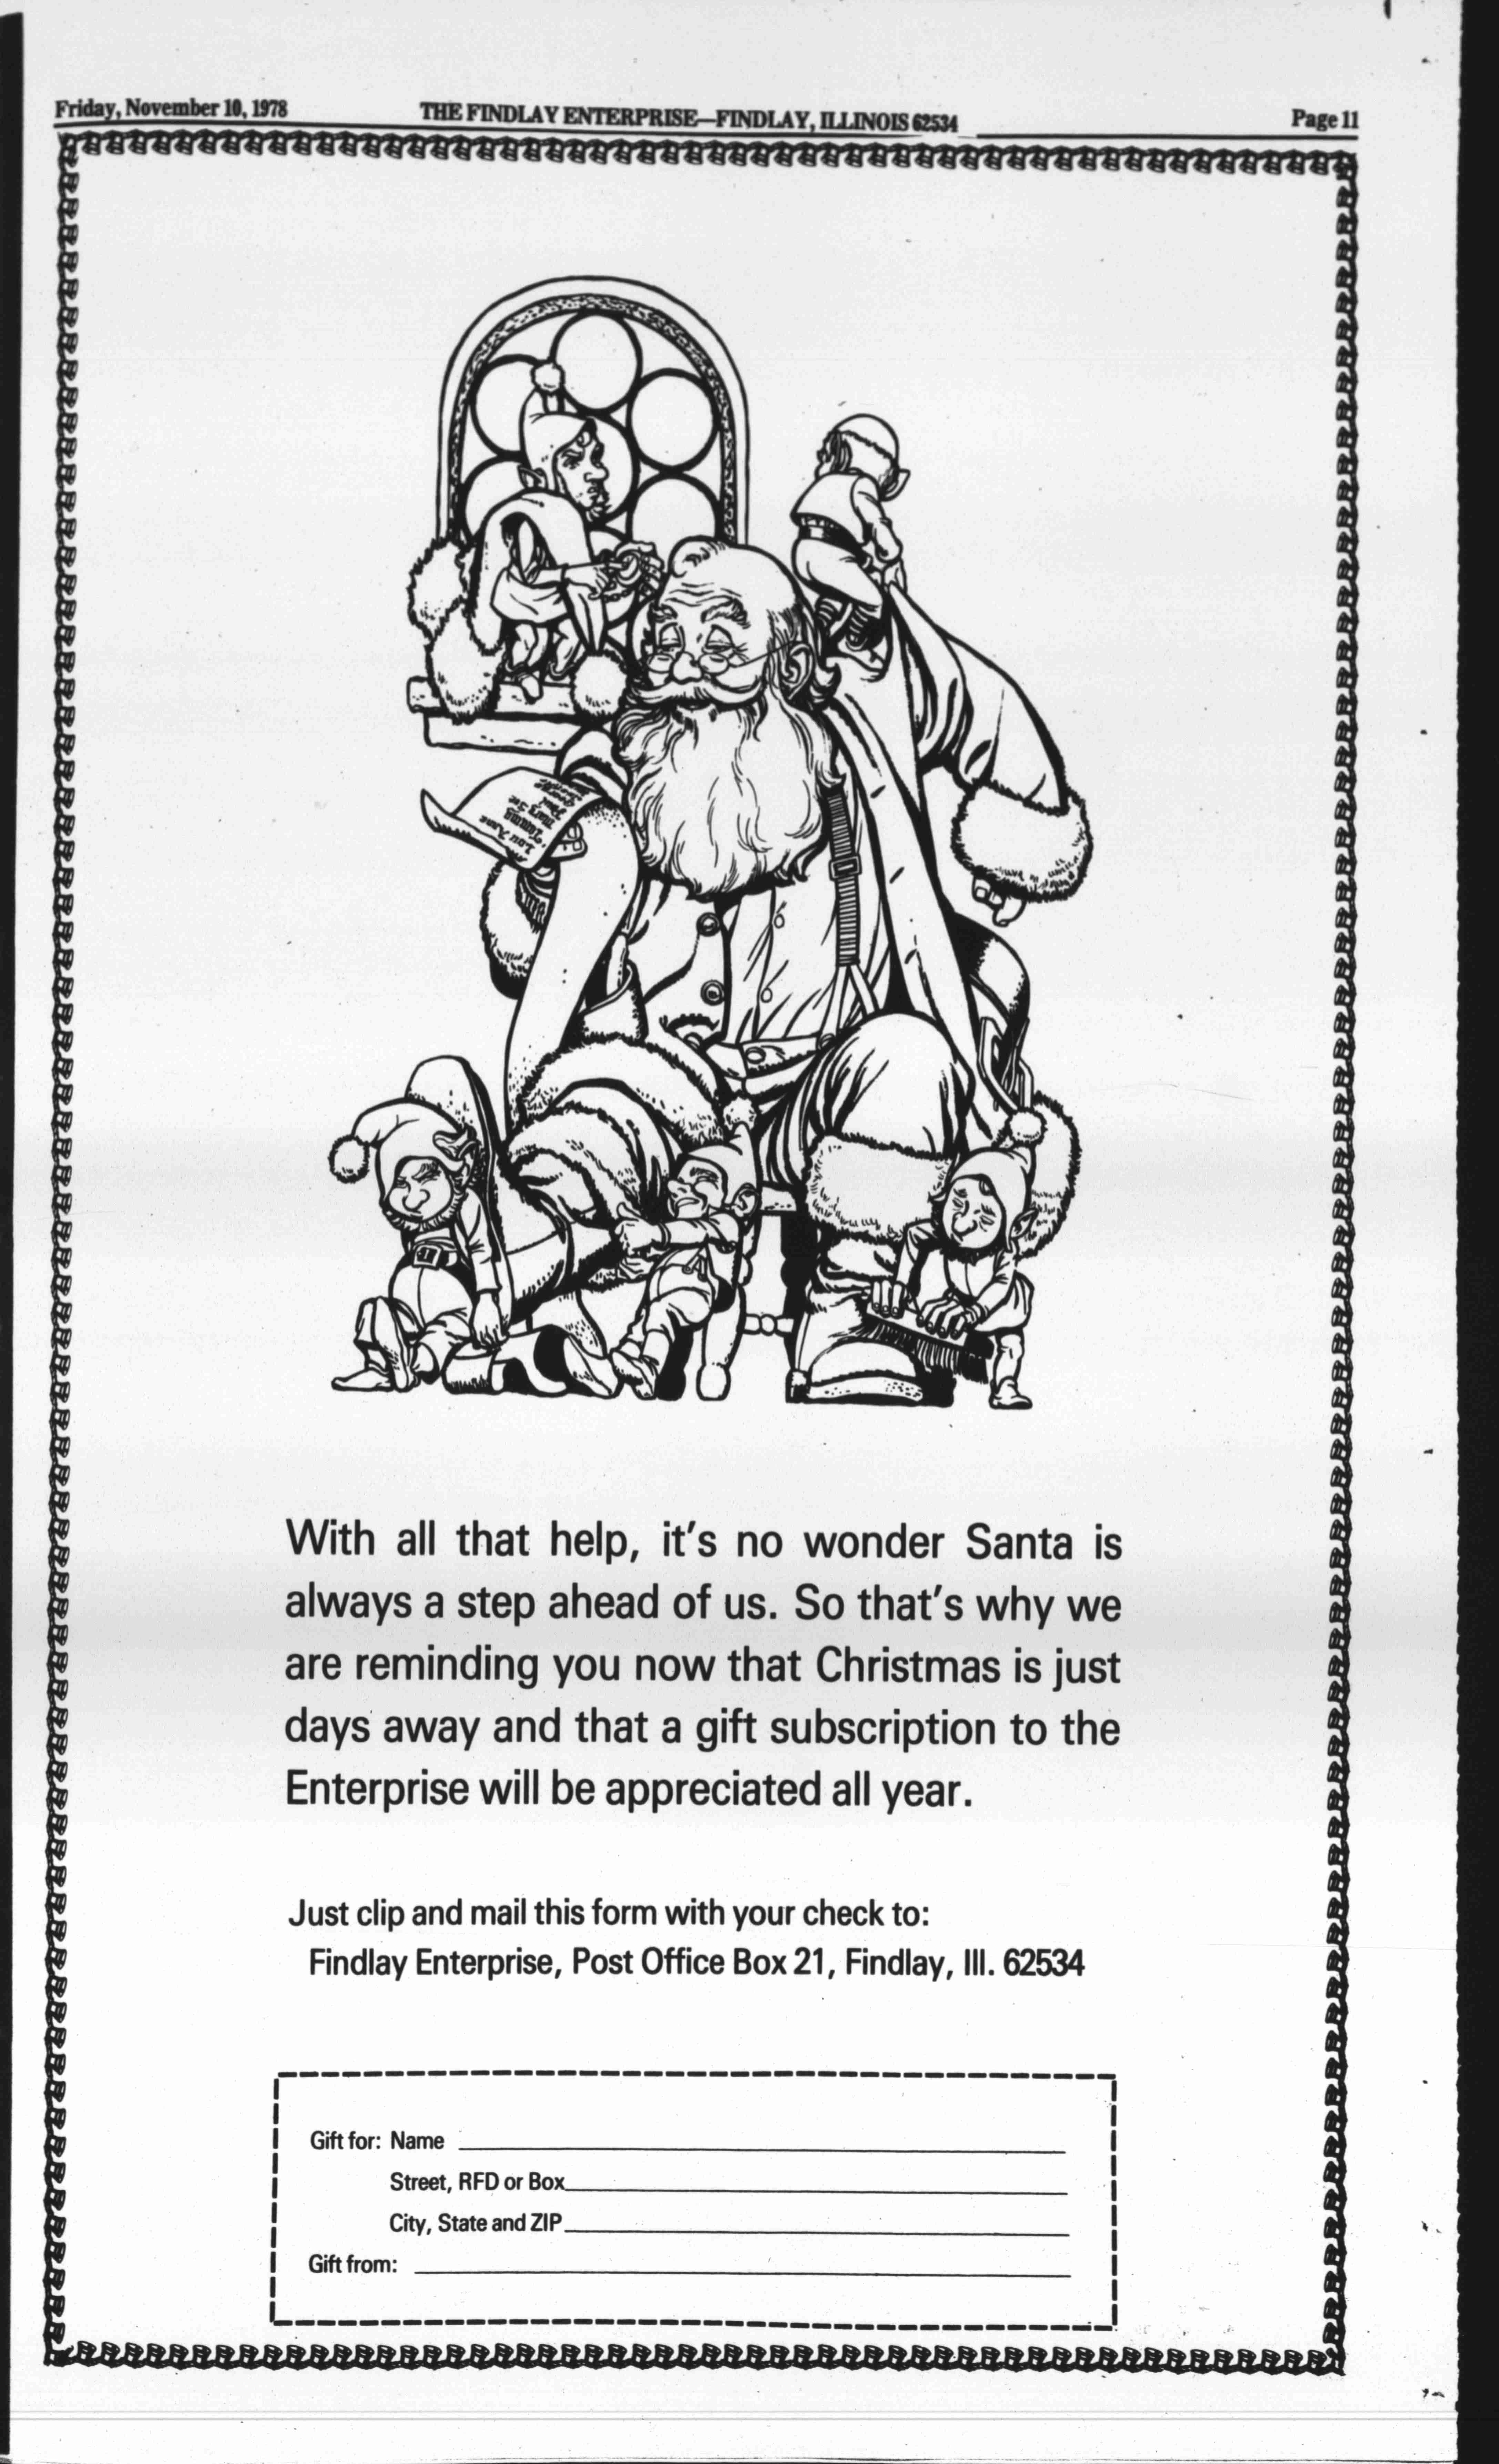 Friday, November 10, 1978 THE FINDLAY ENTERPRISE—FINDLAY, ILLINOIS 62534 Page 11
With all that help, it's no wonder Santa is
always a step ahead of us. So that's why we
are reminding you now that Christmas is just
days away and that a gift subscription to the
Enterprise will be appreciated all year.
Just clip and mail this form with your check to:
Findlay Enterprise, Post Office Box 21, Findlay, Ill. 62534
Gift for: Name
Street, RFD or Box
City, State and ZIP
Gift from: